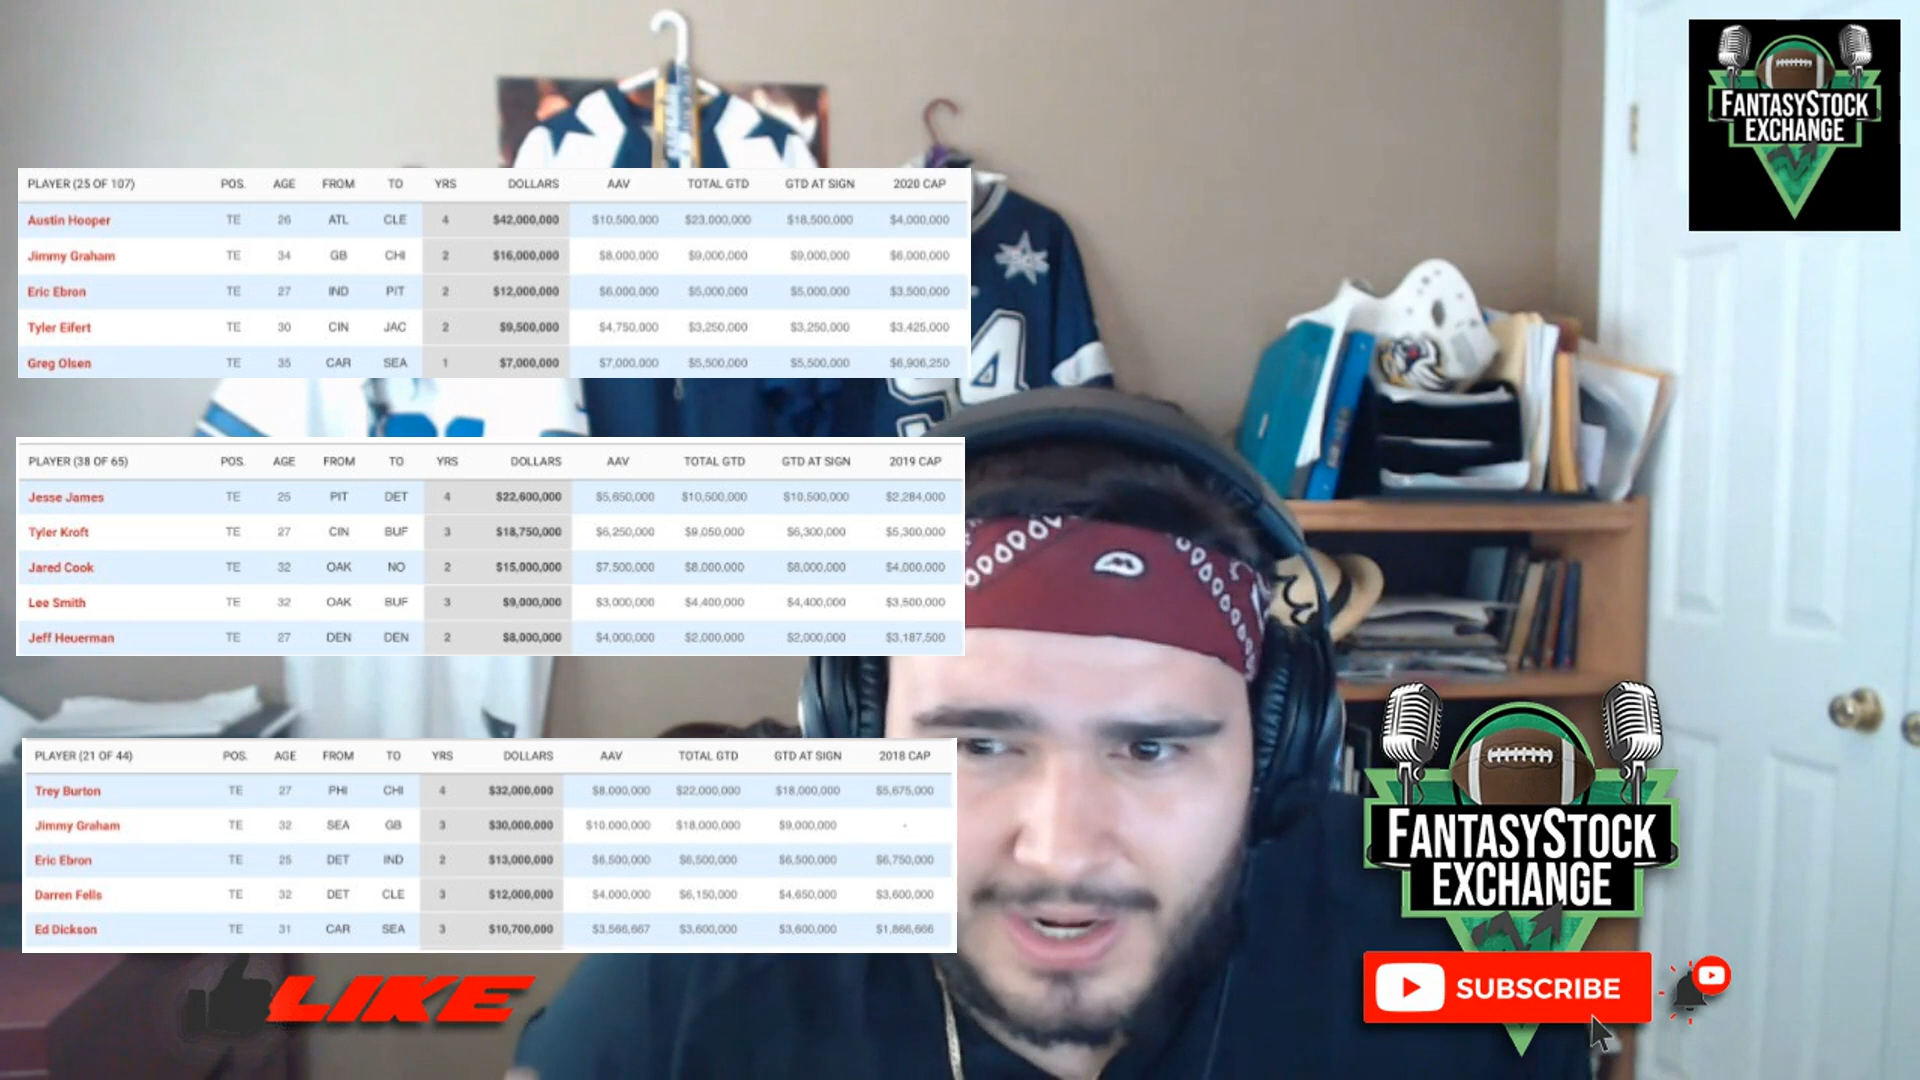 FANTASYSTOCK
EXCHANGE
PLAYER (25 OF 107) POS. AGE FROM TO YRS DOLLARS AAV TOTAL GTD GTD AT SIGN 2020 CAP
Austin Hooper TE 26 ATL CLE 4 $42,000,000 $10,500,000 $23,000,000 $18,500,000 $4,000,000
Jimmy Graham TE 34 GB CHI 2 $16,000,000 $8,000,000 $9,000,000 $9,000,000 $6,000,000
Eric Ebron TE 27 IND PIT 2 $12,000,000 $6,000,000 $5,000,000 $5,000,000 $3,500,000
Tyler Eifert TE 30 CIN JAC 2 $9,500,000 $4,750,000 $3,250,000 $3,250,000 $3,425,000
Greg Olsen TE 35 CAR SEA 1 $7,000,000 $7,000,000 $5,500,000 $5,500,000 $6,906,250
PLAYER (38 OF 65) POS. AGE FROM TO YRS DOLLARS AAV TOTAL GTD GTD AT SIGN 2019 CAP
Jesse James TE 25 PIT DET 4 $22,600,000 $5,650,000 $10,500,000 $10,500,000 $2,284,000
Tyler Kroft TE 27 CIN BUF 3 $18,750,000 $6,250,000 $9,050,000 $6,300,000 $5,300,000
Jared Cook TE 32 OAK NO 2 $15,000,000 $7,500,000 $8,000,000 $8,000,000 $4,000,000
Lee Smith TE 32 OAK BUF 3 $9,000,000 $3,000,000 $4,400,000 $4,400,000 $3,500,000
Jeff Heuerman TE 27 DEN DEN 2 $8,000,000 $4,000,000 $2,000,000 $2,000,000 $3,187,500
PLAYER (21 OF 44) POS. AGE FROM TO YRS DOLLARS AAV TOTAL GTD GTD AT SIGN 2018 CAP
Trey Burton TE 27 PHI CHI 4 $32,000,000 $8,000,000 $22,000,000 $18,000,000 $5,675,000
Jimmy Graham TE 32 SEA GB 3 $30,000,000 $10,000,000 $18,000,000 $9,000,000 -
Eric Ebron TE 25 DET IND 2 $13,000,000 $6,500,000 $6,500,000 $6,500,000 $6,750,000
Darren Fells TE 32 DET CLE 3 $12,000,000 $4,000,000 $6,150,000 $4,650,000 $3,600,000
Ed Dickson TE 31 CAR SEA 3 $10,700,000 $3,566,667 $3,600,000 $3,600,000 $1,866,666
FANTASYSTOCK
EXCHANGE
LIKE
SUBSCRIBE